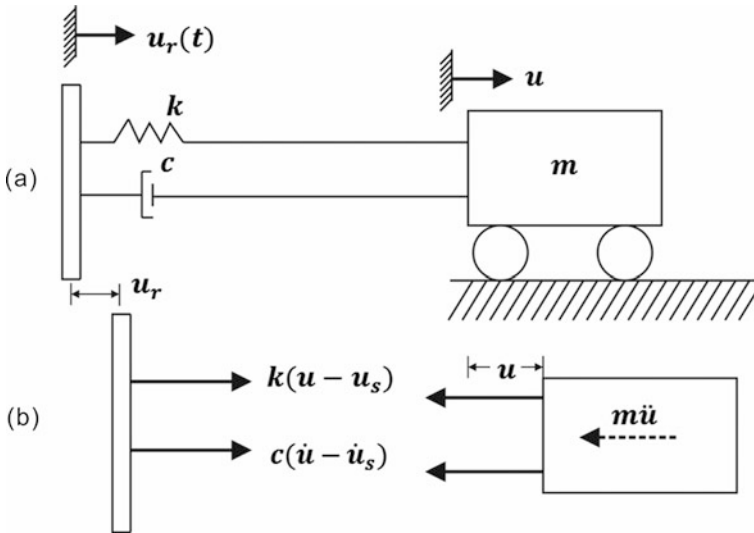 u_r(t)
u
k
m
c
(a)
u_r
k(u − u_s)
u
mü
(b)
c(u̇ − u̇_s)